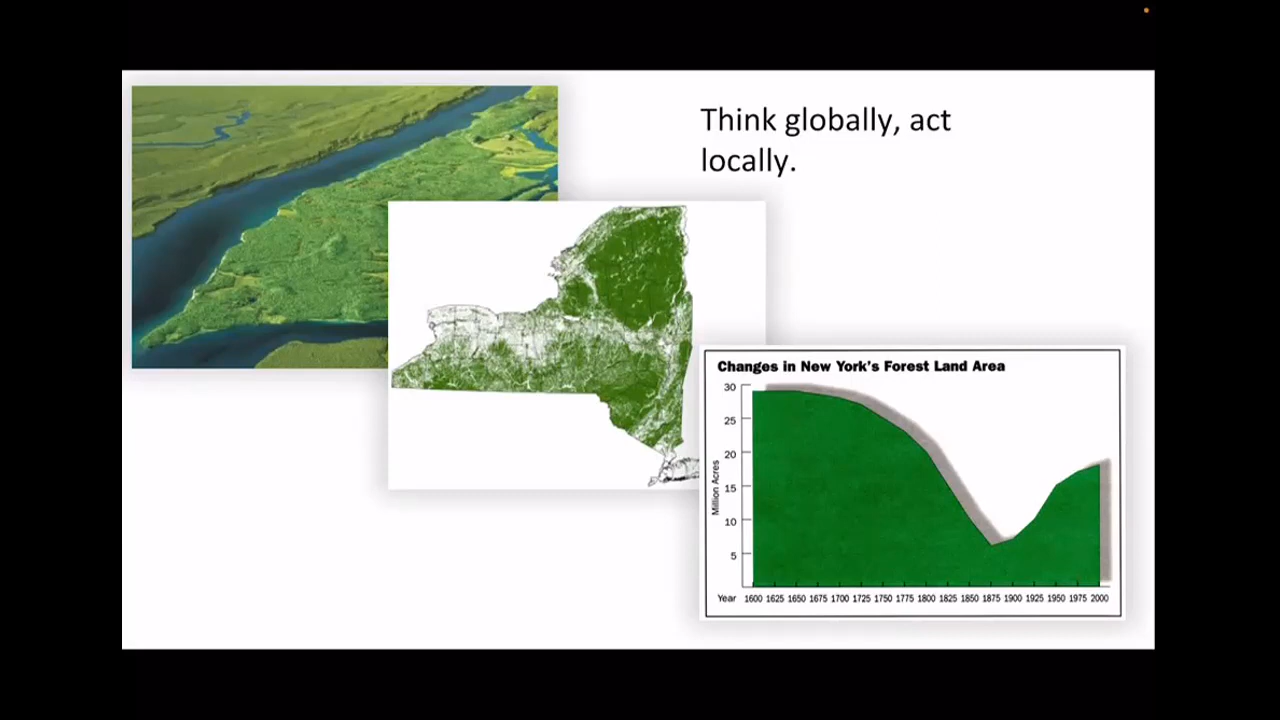 Think globally, act
locally.
Changes in New York's Forest Land Area
30
25
20
15
10
5
Million Acres
Year 1600 1625 1650 1675 1700 1725 1750 1775 1800 1825 1850 1875 1900 1925 1950 1975 2000